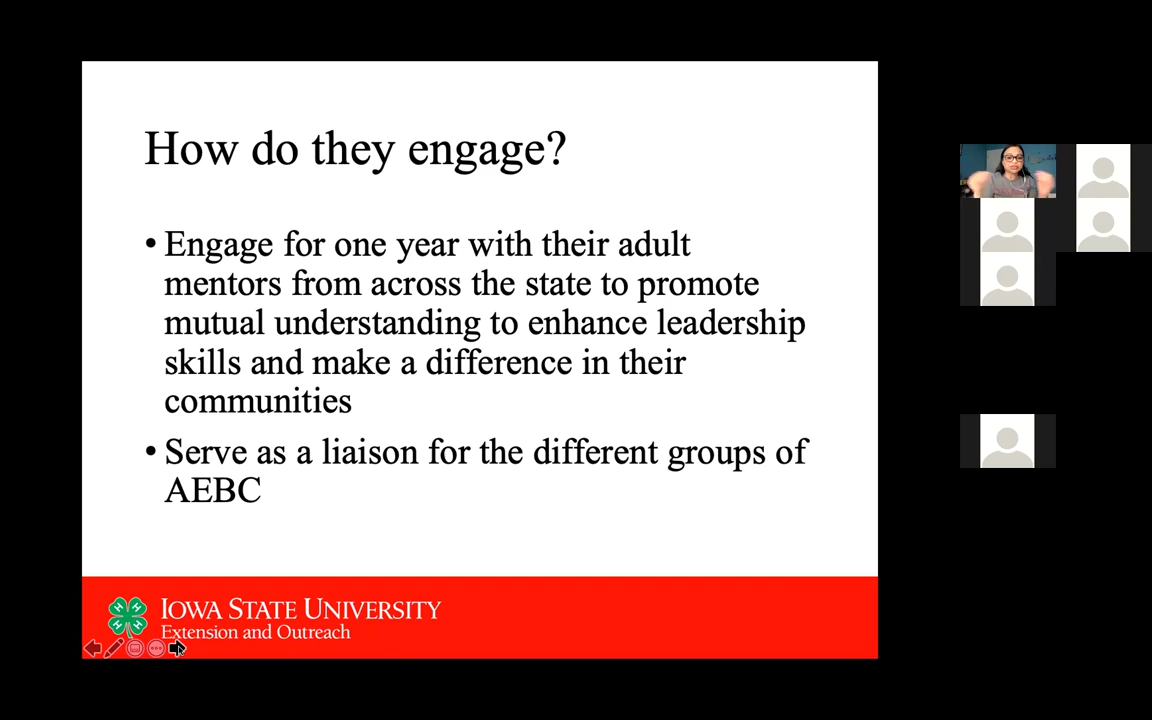 How do they engage?
• Engage for one year with their adult
mentors from across the state to promote
mutual understanding to enhance leadership
skills and make a difference in their
communities
• Serve as a liaison for the different groups of
AEBC
H H H H
IOWA STATE UNIVERSITY
Extension and Outreach